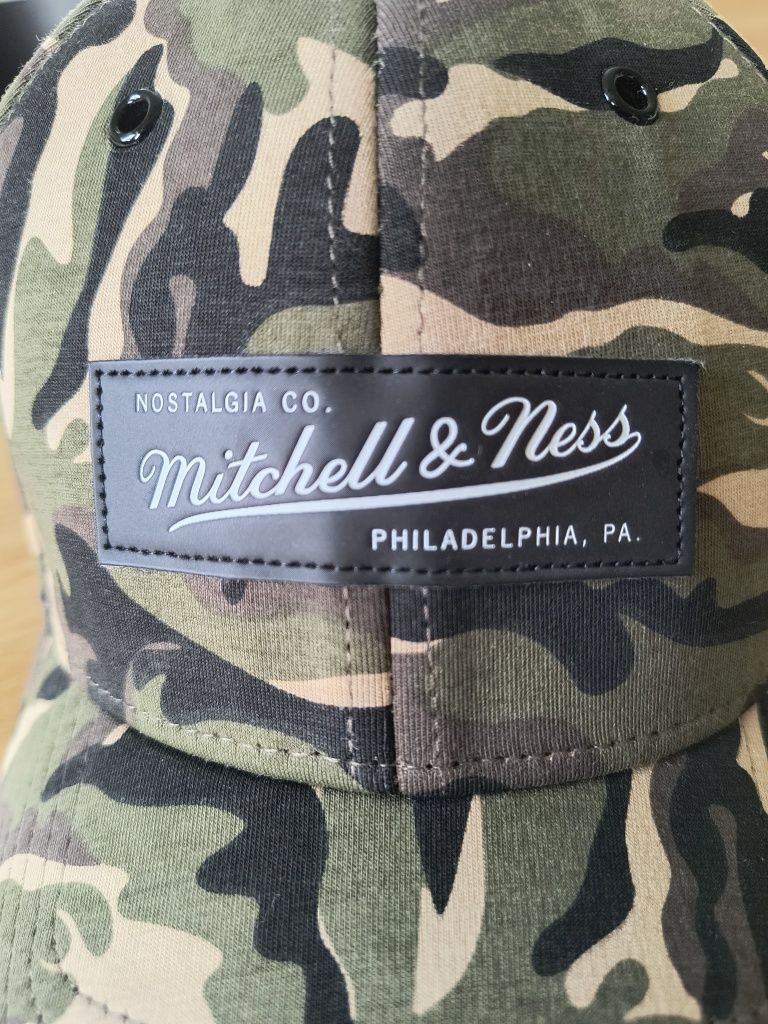 NOSTALGIA CO.
Mitchell & Ness
PHILADELPHIA, PA.